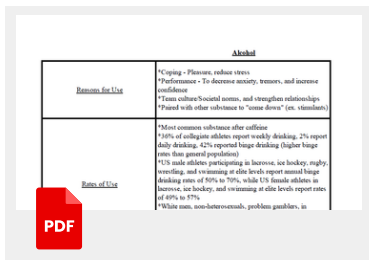 Alcohol
Reasons for Use
*Coping - Pleasure, reduce stress
*Performance - To decrease anxiety, tremors, and increase
confidence
*Team culture/Societal norms, and strengthen relationships
*Paired with other substance to "come down" (ex. stimulants)
Rates of Use
*Most common substance after caffeine
*36% of collegiate athletes report weekly drinking, 2% report
daily drinking, 42% reported binge drinking (higher binge
rates than general population)
*US male athletes participating in lacrosse, ice hockey, rugby,
wrestling, and swimming at elite levels report annual binge
drinking rates of 50% to 70%, while US female athletes in
lacrosse, ice hockey, and swimming at elite levels report rates
of 49% to 57%
*White men, non-heterosexuals, problem gamblers, in
PDF